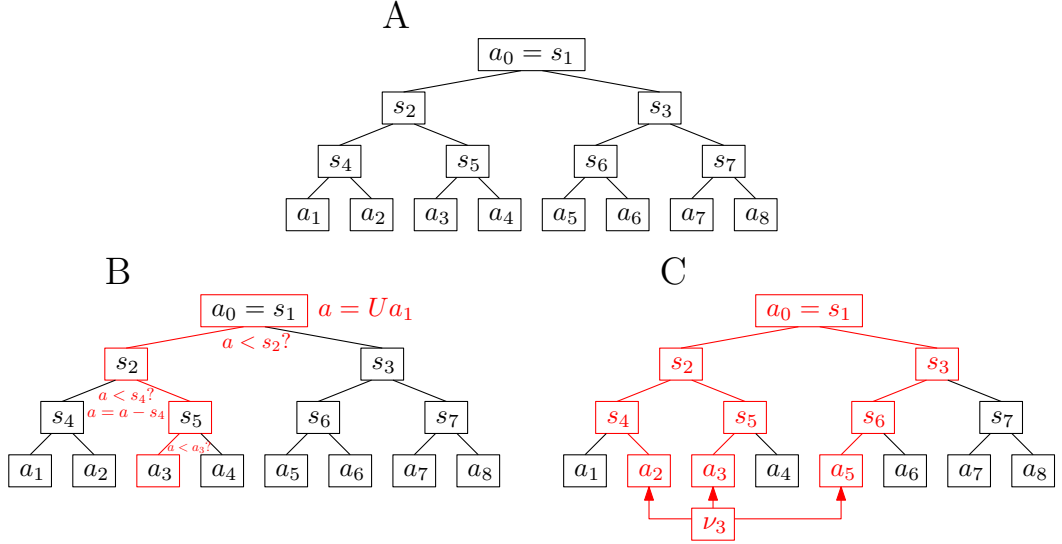 A
a₀ = s₁
s₂ s₃
s₄ s₅ s₆ s₇
a₁ a₂ a₃ a₄ a₅ a₆ a₇ a₈
B
a₀ = s₁ a = Ua₁
a < s₂?
s₂ s₃
a < s₄?
a = a − s₄
s₄ s₅ s₆ s₇
a < a₃?
a₁ a₂ a₃ a₄ a₅ a₆ a₇ a₈
C
a₀ = s₁
s₂ s₃
s₄ s₅ s₆ s₇
a₁ a₂ a₃ a₄ a₅ a₆ a₇ a₈
ν₃